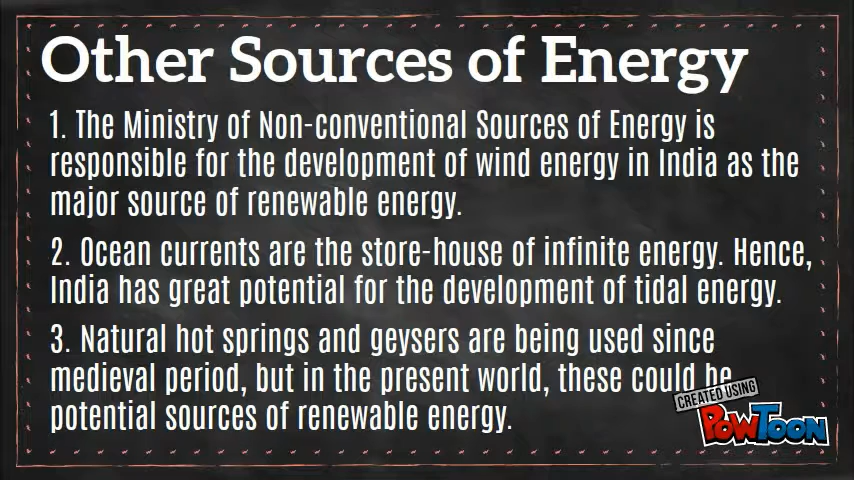 Other Sources of Energy
1. The Ministry of Non-conventional Sources of Energy is
responsible for the development of wind energy in India as the
major source of renewable energy.
2. Ocean currents are the store-house of infinite energy. Hence,
India has great potential for the development of tidal energy.
3. Natural hot springs and geysers are being used since
medieval period, but in the present world, these could be
potential sources of renewable energy.
CREATED USING
POWTOON